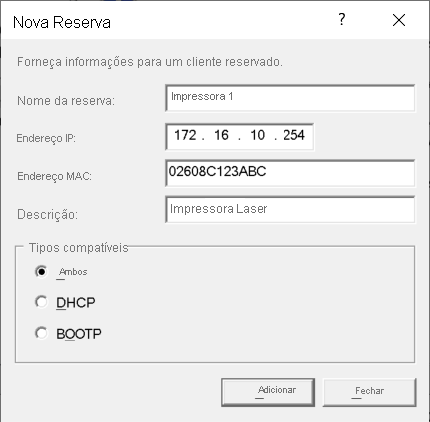 Nova Reserva ? ×
Forneça informações para um cliente reservado.
Nome da reserva: Impressora 1
Endereço IP: 172 . 16 . 10 . 254
Endereço MAC: 02608C123ABC
Descrição: Impressora Laser
Tipos compatíveis
Ambos
DHCP
BOOTP
Adicionar Fechar